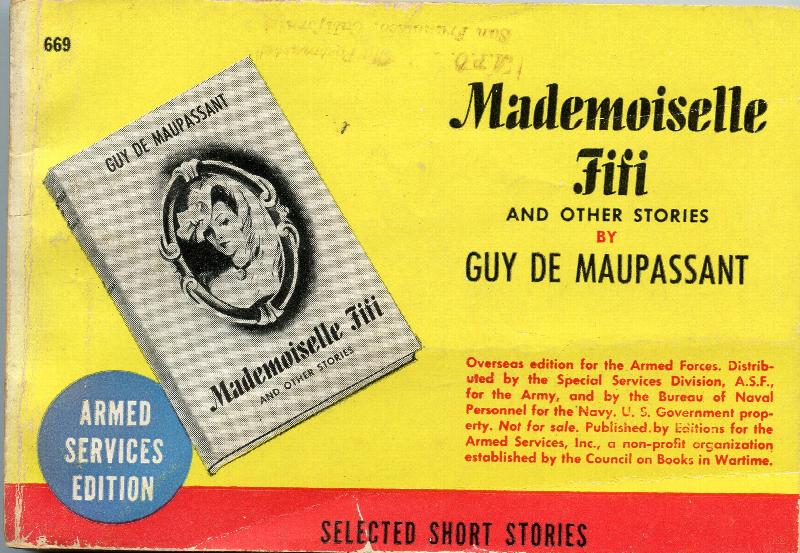 669
GUY DE MAUPASSANT
Mademoiselle Fifi
AND OTHER STORIES
Mademoiselle
Fifi
AND OTHER STORIES
BY
GUY DE MAUPASSANT
Overseas edition for the Armed Forces. Distrib-
uted by the Special Services Division, A.S.F.,
for the Army, and by the Bureau of Naval
Personnel for the Navy. U. S. Government prop-
erty. Not for sale. Published by Editions for the
Armed Services, Inc., a non-profit organization
established by the Council on Books in Wartime.
ARMED
SERVICES
EDITION
SELECTED SHORT STORIES
A.P.O.
San Francisco, California